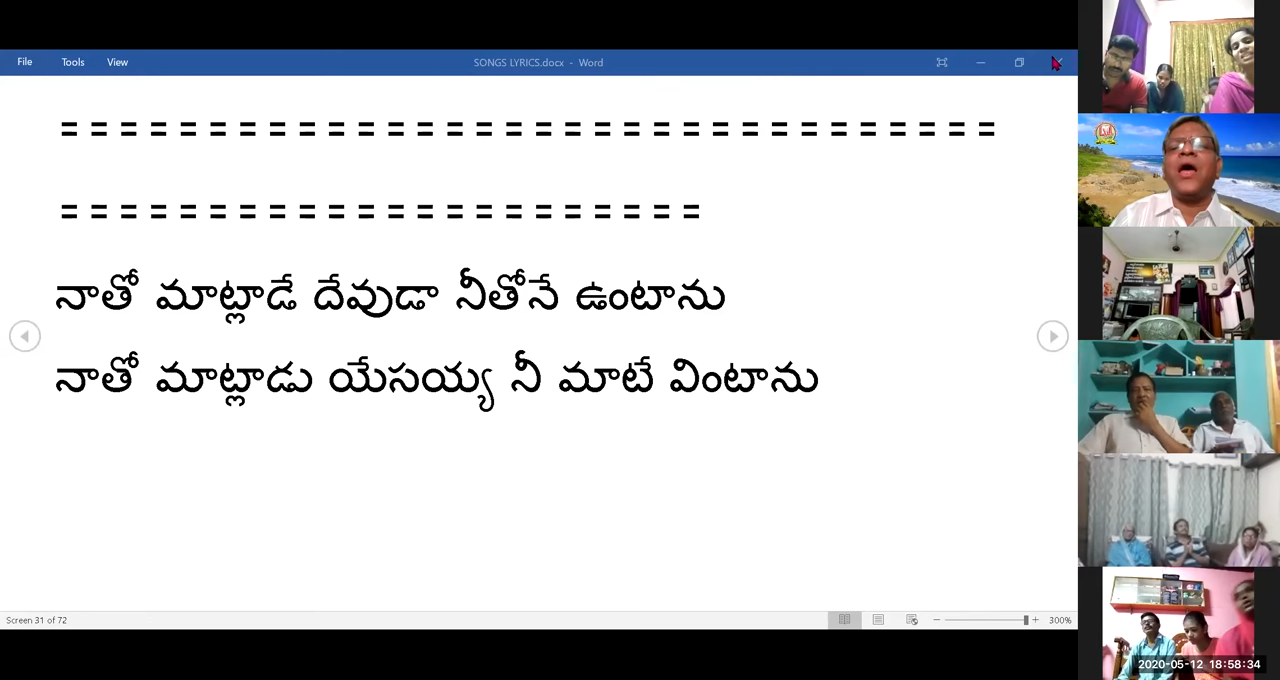 File Tools View SONGS LYRICS.docx - Word
= = = = = = = = = = = = = = = = = = = = = = = = = = = = = = = =
= = = = = = = = = = = = = = = = = = = = = =
నాతో మాట్లాడే దేవుడా నీతోనే ఉంటాను
నాతో మాట్లాడు యేసయ్య నీ మాటే వింటాను
Screen 31 of 72 300%
2020-05-12 18:58:34